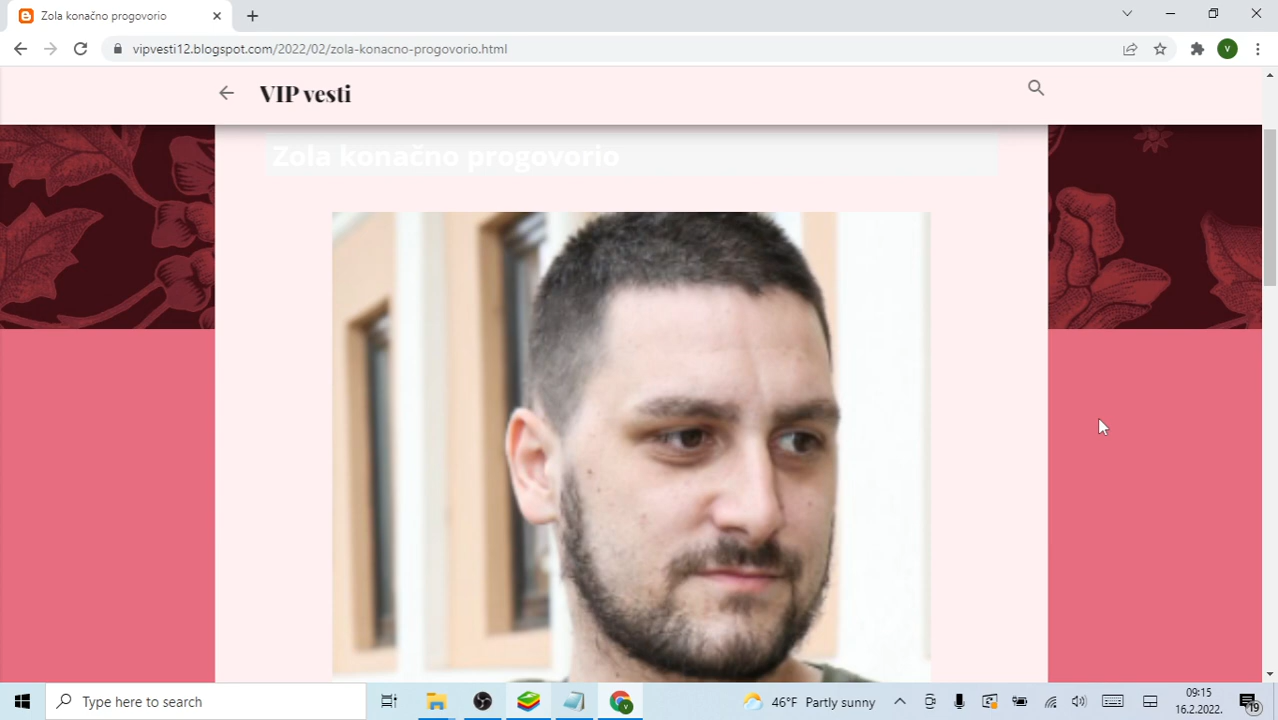 Zola konačno progovorio
vipvesti12.blogspot.com/2022/02/zola-konacno-progovorio.html
V
VIP vesti
Zola konačno progovorio
Type here to search
V
46°F Partly sunny
09:15
16.2.2022.
19